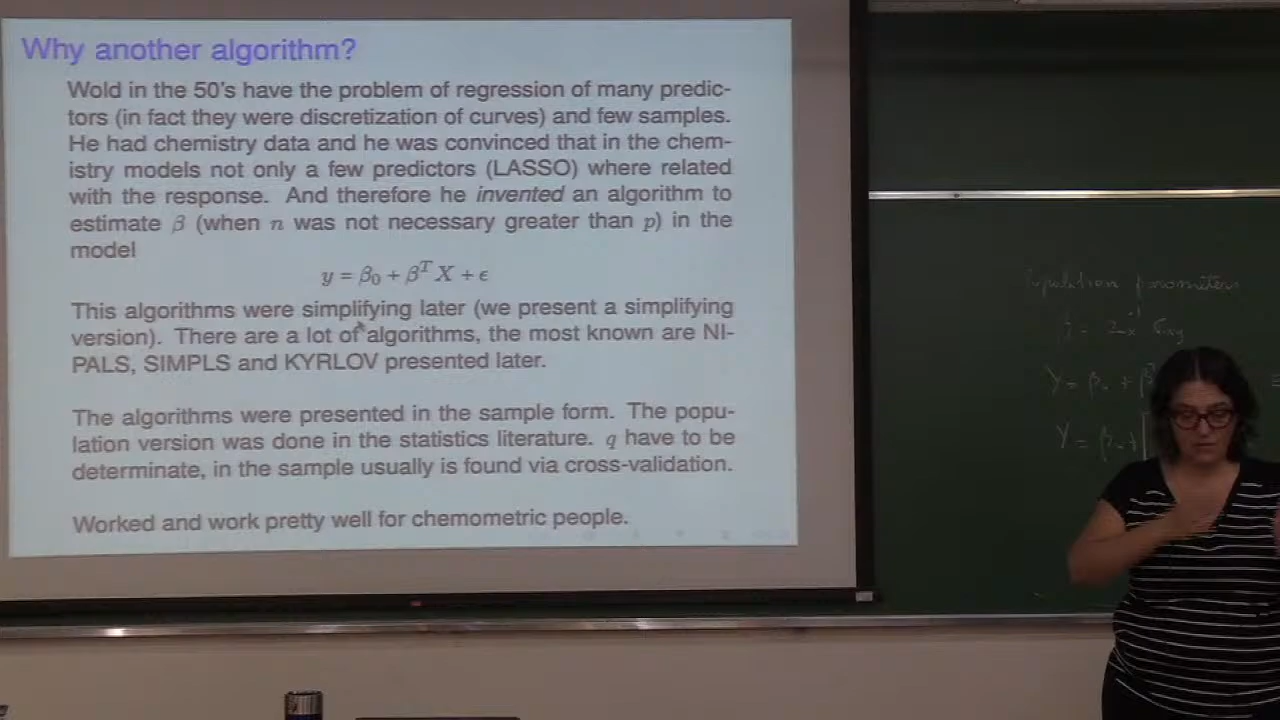 Why another algorithm?
Wold in the 50's have the problem of regression of many predic-
tors (in fact they were discretization of curves) and few samples.
He had chemistry data and he was convinced that in the chem-
istry models not only a few predictors (LASSO) where related
with the response. And therefore he invented an algorithm to
estimate β (when n was not necessary greater than p) in the
model
y = β₀ + βᵀX + ϵ
This algorithms were simplifying later (we present a simplifying
version). There are a lot of algorithms, the most known are NI-
PALS, SIMPLS and KYRLOV presented later.
The algorithms were presented in the sample form. The popu-
lation version was done in the statistics literature. q have to be
determinate, in the sample usually is found via cross-validation.
Worked and work pretty well for chemometric people.
Population parameters